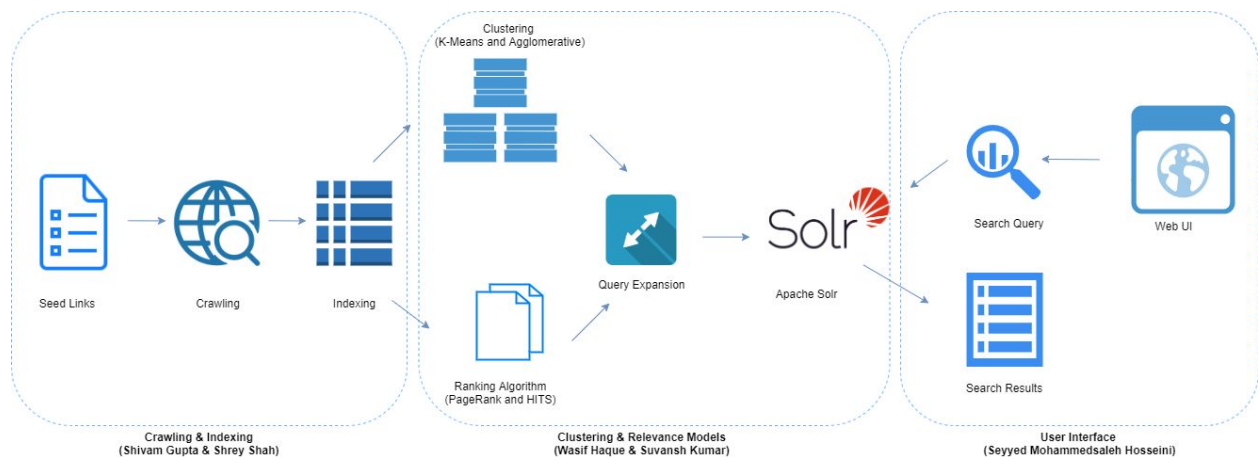 Clustering
(K-Means and Agglomerative)
Seed Links
Crawling
Indexing
Query Expansion
Solr
Apache Solr
Search Query
Web UI
Ranking Algorithm
(PageRank and HITS)
Search Results
Crawling & Indexing
(Shivam Gupta & Shrey Shah)
Clustering & Relevance Models
(Wasif Haque & Suvansh Kumar)
User Interface
(Seyyed Mohammedsaleh Hosseini)